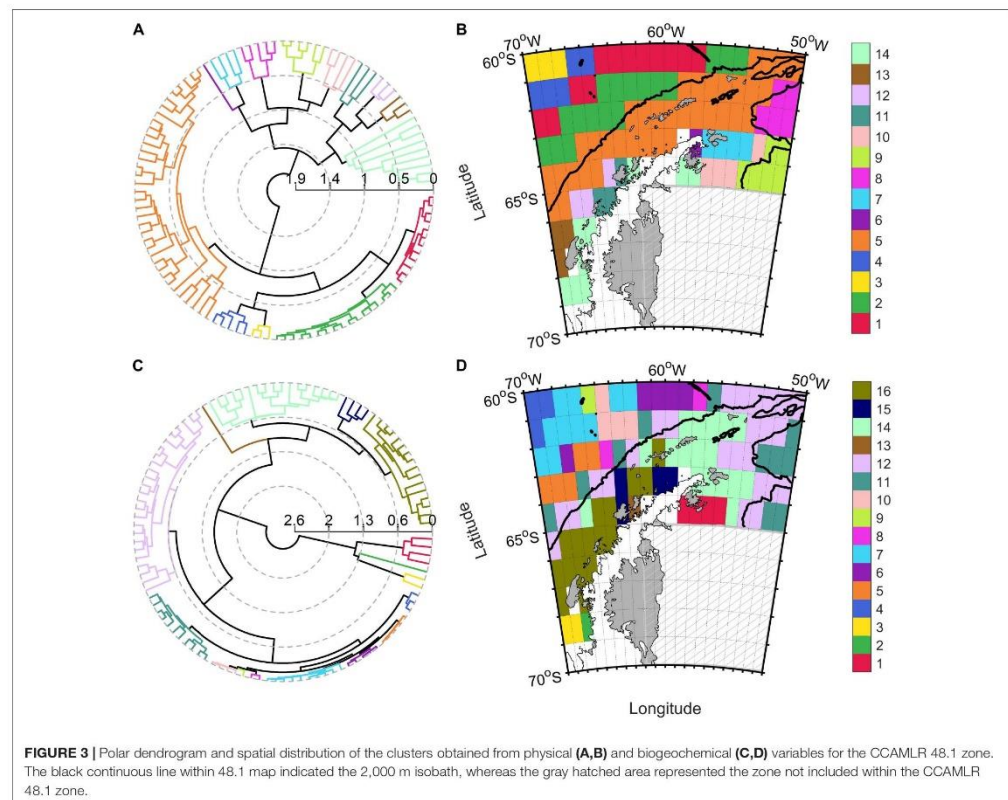 A
1.9
1.4
1
0.5
0
B
70°W
60°W
50°W
60°S
65°S
70°S
Latitude
14
13
12
11
10
9
8
7
6
5
4
3
2
1
C
2.6
2
1.3
0.6
0
D
70°W
60°W
50°W
60°S
65°S
70°S
Latitude
Longitude
16
15
14
13
12
11
10
9
8
7
6
5
4
3
2
1
FIGURE 3 | Polar dendrogram and spatial distribution of the clusters obtained from physical (A,B) and biogeochemical (C,D) variables for the CCAMLR 48.1 zone.
The black continuous line within 48.1 map indicated the 2,000 m isobath, whereas the gray hatched area represented the zone not included within the CCAMLR
48.1 zone.